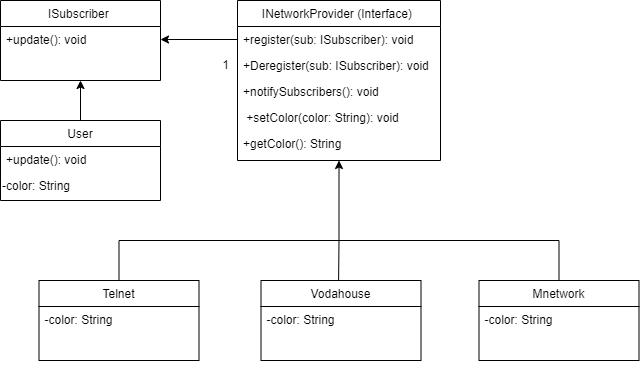 ISubscriber
+update(): void
INetworkProvider (Interface)
+register(sub: ISubscriber): void
+Deregister(sub: ISubscriber): void
+notifySubscribers(): void
+setColor(color: String): void
+getColor(): String
1
User
+update(): void
-color: String
Telnet
-color: String
Vodahouse
-color: String
Mnetwork
-color: String